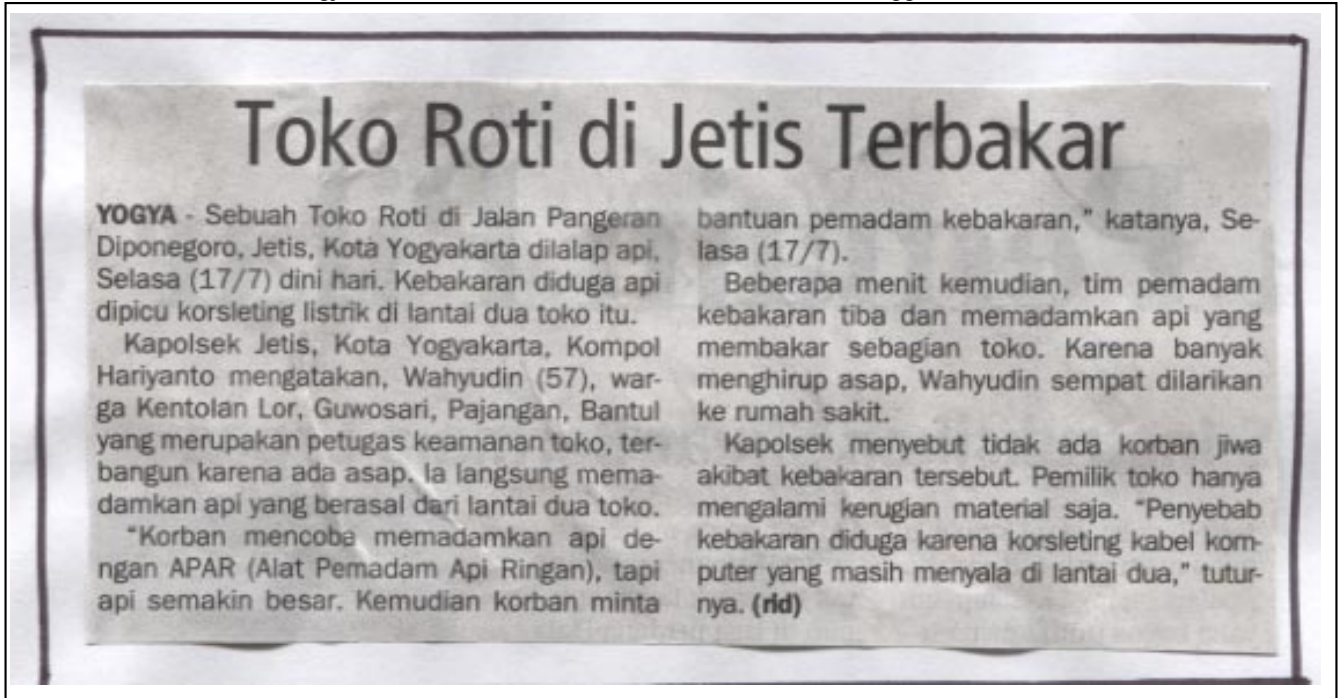 Toko Roti di Jetis Terbakar
YOGYA - Sebuah Toko Roti di Jalan Pangeran
Diponegoro, Jetis, Kota Yogyakarta dilalap api,
Selasa (17/7) dini hari. Kebakaran diduga api
dipicu korsleting listrik di lantai dua toko itu.
Kapolsek Jetis, Kota Yogyakarta, Kompol
Hariyanto mengatakan, Wahyudin (57), war-
ga Kentolan Lor, Guwosari, Pajangan, Bantul
yang merupakan petugas keamanan toko, ter-
bangun karena ada asap. Ia langsung mema-
damkan api yang berasal dari lantai dua toko.
"Korban mencoba memadamkan api de-
ngan APAR (Alat Pemadam Api Ringan), tapi
api semakin besar. Kemudian korban minta
bantuan pemadam kebakaran," katanya, Se-
lasa (17/7).
Beberapa menit kemudian, tim pemadam
kebakaran tiba dan memadamkan api yang
membakar sebagian toko. Karena banyak
menghirup asap, Wahyudin sempat dilarikan
ke rumah sakit.
Kapolsek menyebut tidak ada korban jiwa
akibat kebakaran tersebut. Pemilik toko hanya
mengalami kerugian material saja. "Penyebab
kebakaran diduga karena korsleting kabel kom-
puter yang masih menyala di lantai dua," tutur-
nya. (rid)